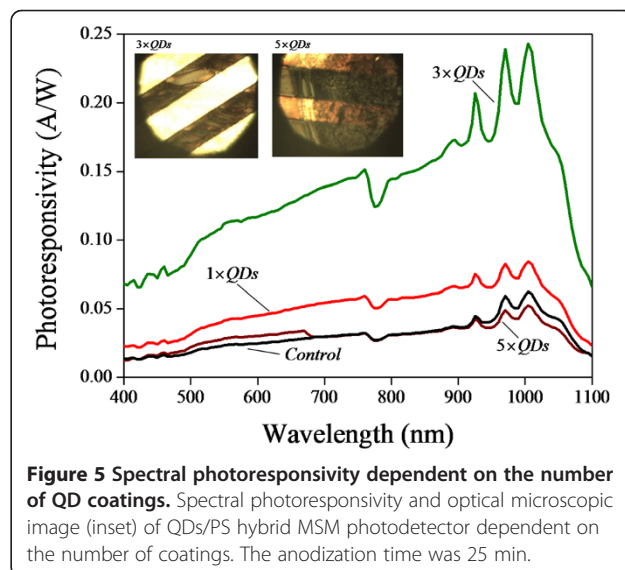 0.25
0.20
0.15
0.10
0.05
0.00
Photoresponsivity (A/W)
3×QDs
5×QDs
3×QDs
1×QDs
Control
5×QDs
400 500 600 700 800 900 1000 1100
Wavelength (nm)
Figure 5 Spectral photoresponsivity dependent on the number
of QD coatings. Spectral photoresponsivity and optical microscopic
image (inset) of QDs/PS hybrid MSM photodetector dependent on
the number of coatings. The anodization time was 25 min.